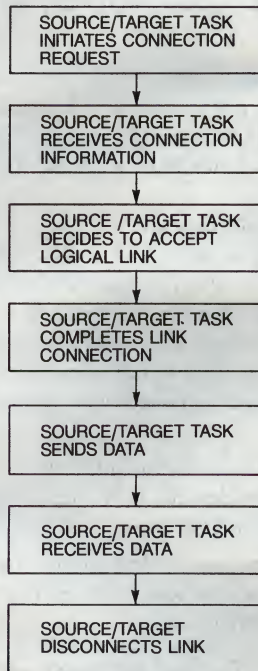 SOURCE/TARGET TASK
INITIATES CONNECTION
REQUEST
SOURCE/TARGET TASK
RECEIVES CONNECTION
INFORMATION
SOURCE /TARGET TASK
DECIDES TO ACCEPT
LOGICAL LINK
SOURCE/TARGET TASK
COMPLETES LINK
CONNECTION
SOURCE/TARGET TASK
SENDS DATA
SOURCE/TARGET TASK
RECEIVES DATA
SOURCE/TARGET
DISCONNECTS LINK